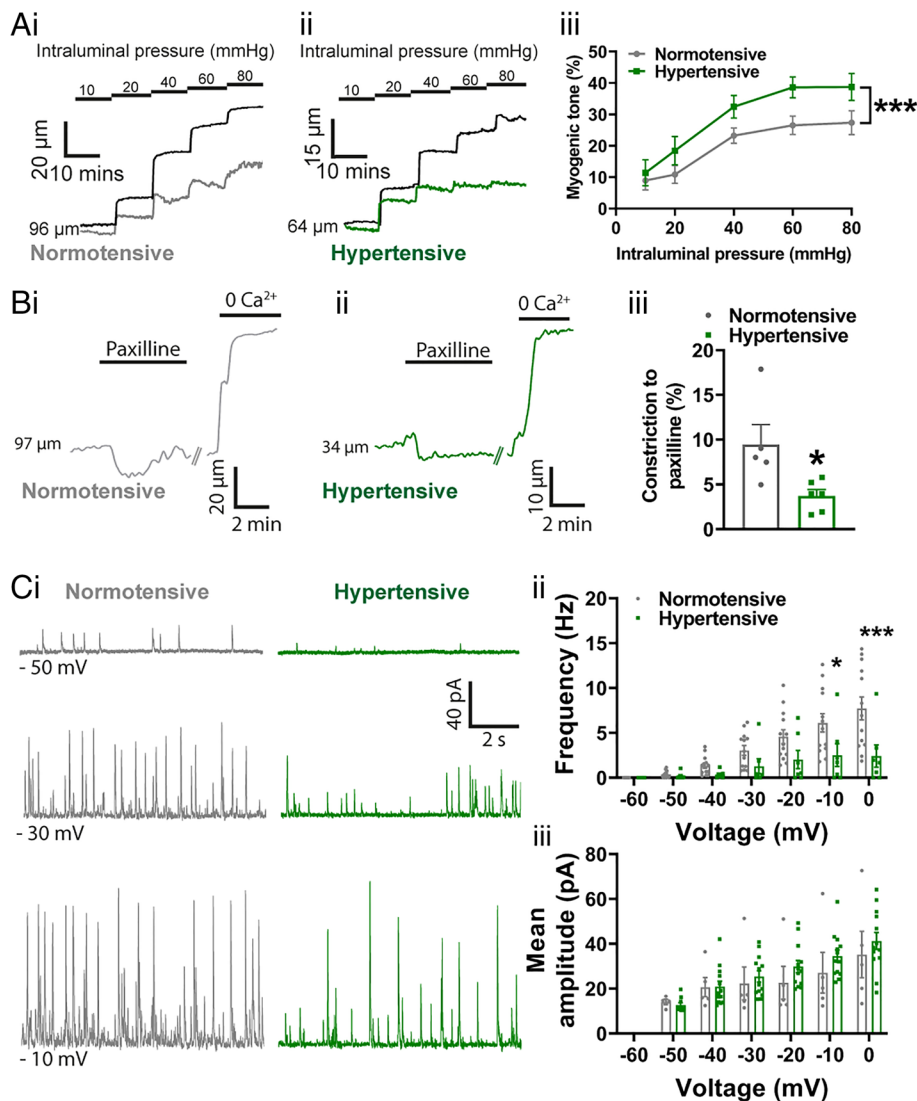 Ai
Intraluminal pressure (mmHg)
10 20 40 60 80
20 µm
10 mins
96 µm
Normotensive
ii
Intraluminal pressure (mmHg)
10 20 40 60 80
15 µm
10 mins
64 µm
Hypertensive
iii
Normotensive
Hypertensive
Myogenic tone (%)
50
40
30
20
10
0
***
0 20 40 60 80
Intraluminal pressure (mmHg)
Bi
0 Ca²⁺
Paxilline
97 µm
Normotensive
20 µm
2 min
ii
0 Ca²⁺
Paxilline
34 µm
Hypertensive
10 µm
2 min
iii
Normotensive
Hypertensive
Constriction to
paxilline (%)
20
15
10
5
0
*
Ci
Normotensive
Hypertensive
- 50 mV
40 pA
2 s
- 30 mV
- 10 mV
ii
Normotensive
Hypertensive
Frequency (Hz)
20
15
10
5
0
*
***
-60 -50 -40 -30 -20 -10 0
Voltage (mV)
iii
Mean
amplitude (pA)
80
60
40
20
0
-60 -50 -40 -30 -20 -10 0
Voltage (mV)